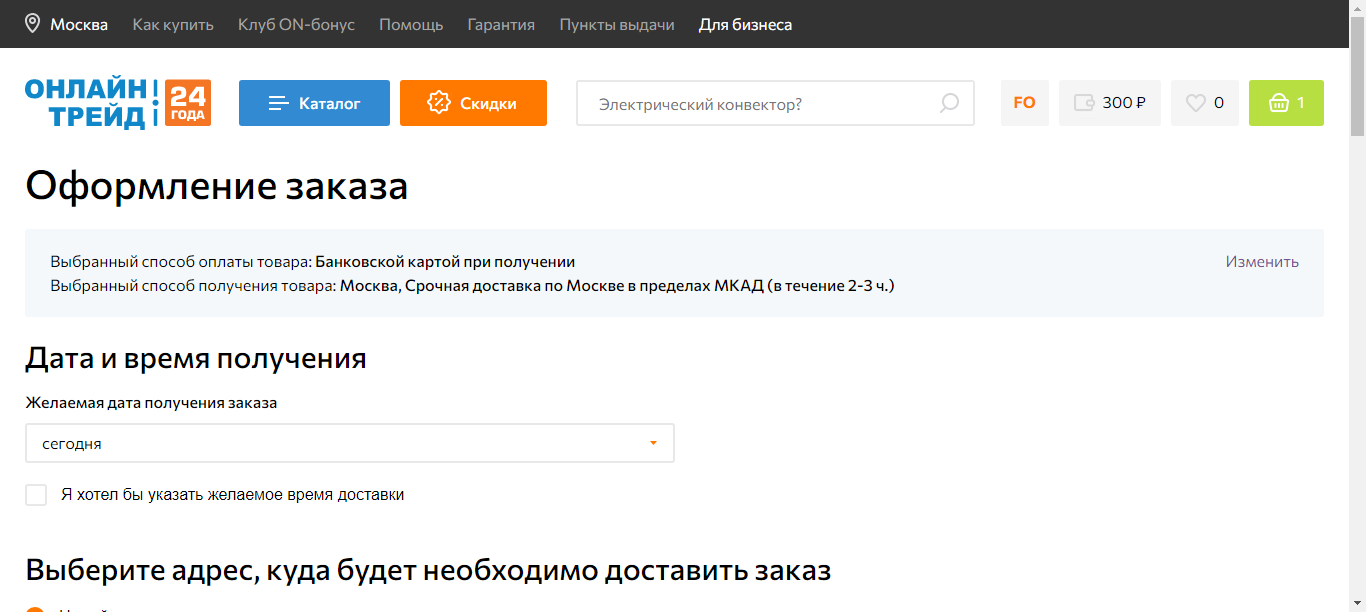 Москва Как купить Клуб ON-бонус Помощь Гарантия Пункты выдачи Для бизнеса
ОНЛАЙН ТРЕЙД 24 ГОДА
Каталог Скидки Электрический конвектор? FO 300 ₽ 0 1
Оформление заказа
Выбранный способ оплаты товара: Банковской картой при получении Изменить
Выбранный способ получения товара: Москва, Срочная доставка по Москве в пределах МКАД (в течение 2-3 ч.)
Дата и время получения
Желаемая дата получения заказа
сегодня
Я хотел бы указать желаемое время доставки
Выберите адрес, куда будет необходимо доставить заказ